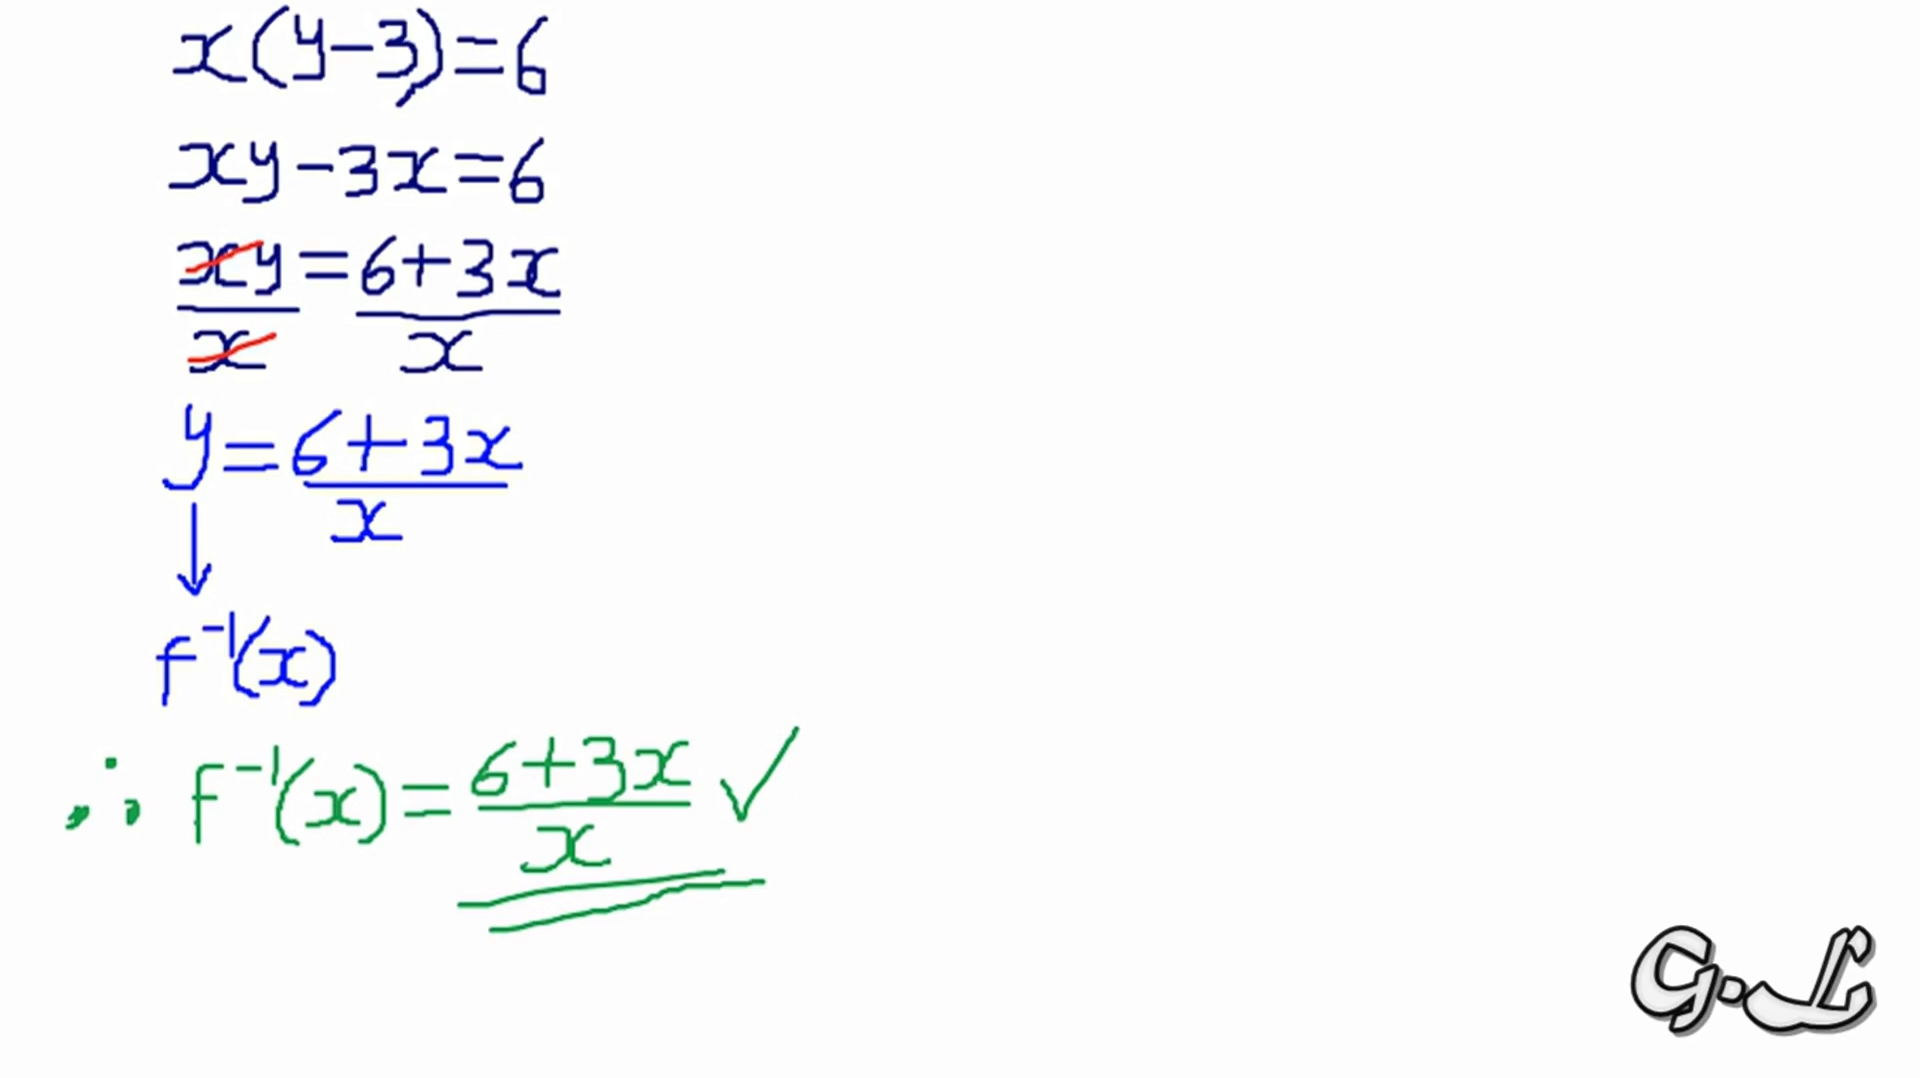 x(y-3)=6
xy-3x=6
xy/x = 6+3x/x
y = 6+3x/x
↓
f⁻¹(x)
∴ f⁻¹(x) = 6+3x/x ✓
G.L